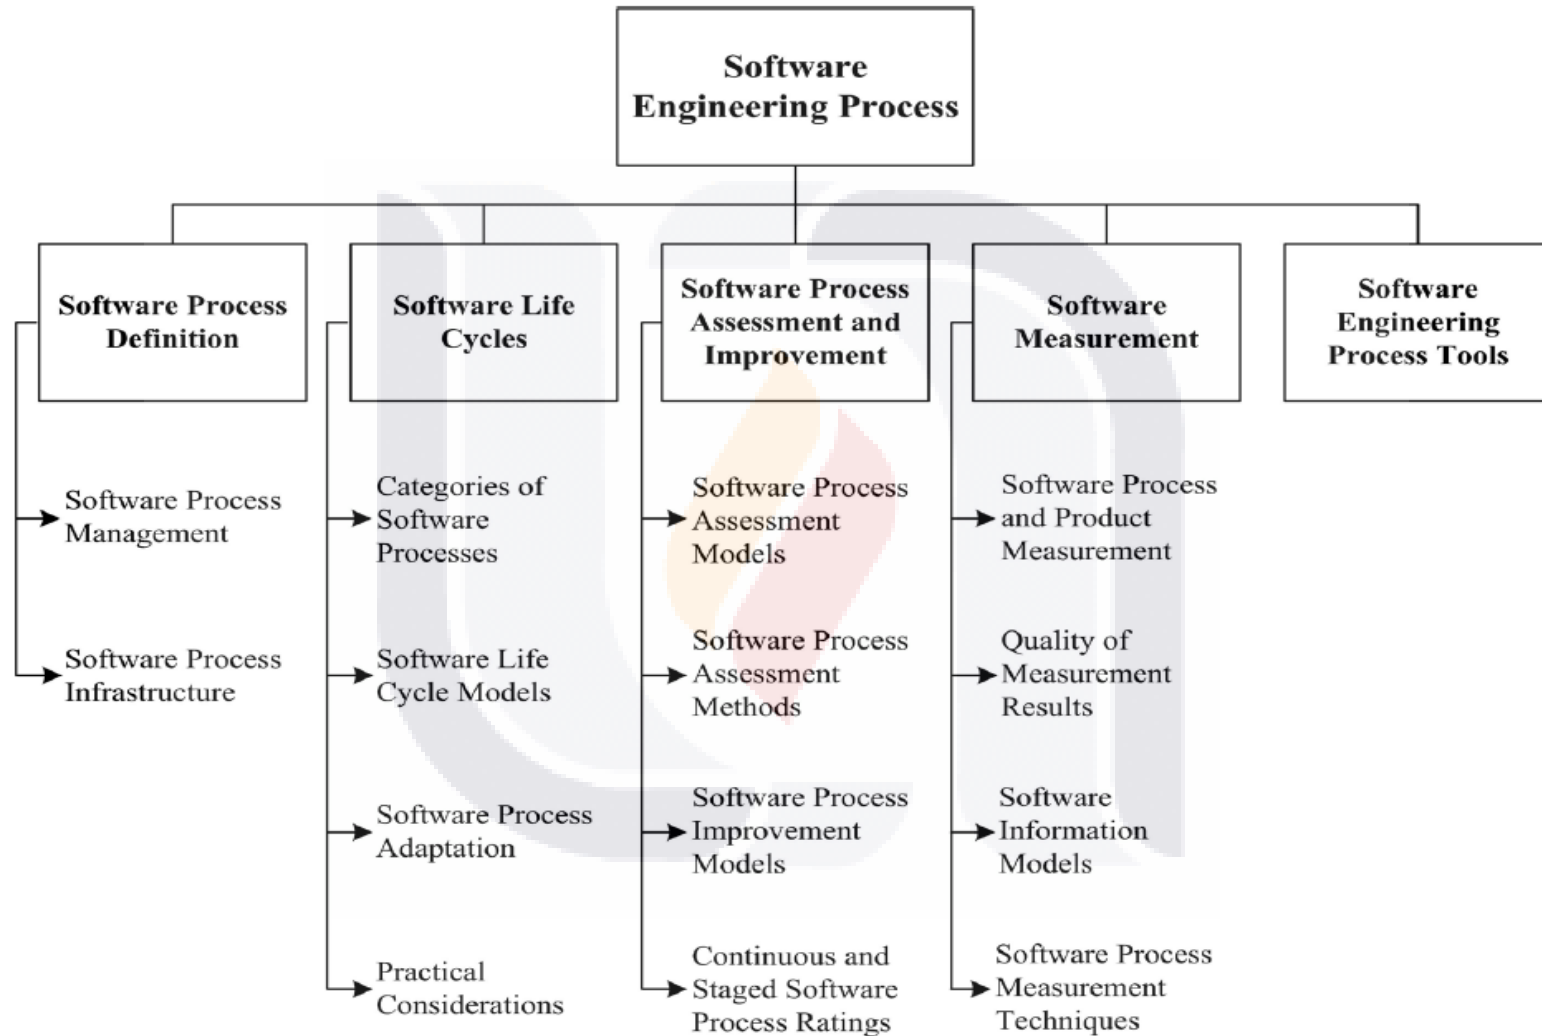 Software
Engineering Process
Software Process
Definition
Software Process
Management
Software Process
Infrastructure
Software Life
Cycles
Categories of
Software
Processes
Software Life
Cycle Models
Software Process
Adaptation
Practical
Considerations
Software Process
Assessment and
Improvement
Software Process
Assessment
Models
Software Process
Assessment
Methods
Software Process
Improvement
Models
Continuous and
Staged Software
Process Ratings
Software
Measurement
Software Process
and Product
Measurement
Quality of
Measurement
Results
Software
Information
Models
Software Process
Measurement
Techniques
Software
Engineering
Process Tools